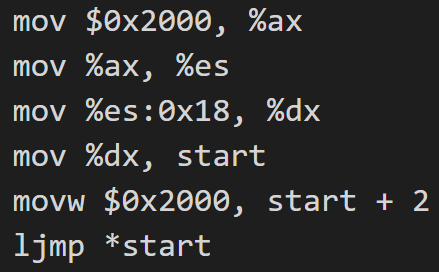 mov $0x2000, %ax
mov %ax, %es
mov %es:0x18, %dx
mov %dx, start
movw $0x2000, start + 2
ljmp *start